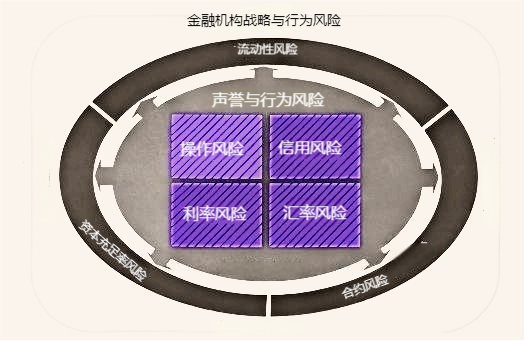 金融机构战略与行为风险
流动性风险
声誉与行为风险
操作风险
信用风险
利率风险
汇率风险
资本充足率风险
合约风险